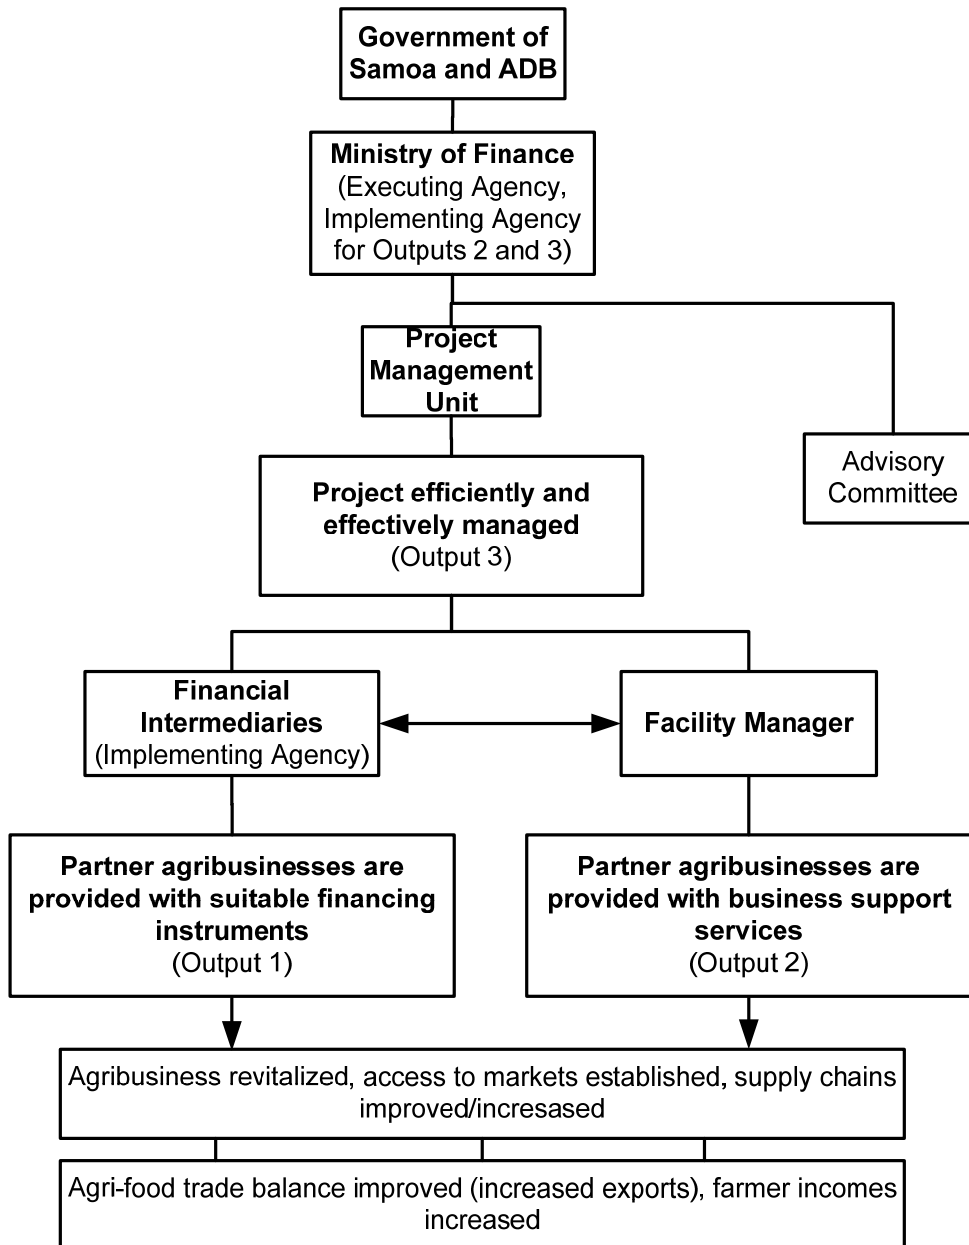 Government of
Samoa and ADB
Ministry of Finance
(Executing Agency,
Implementing Agency
for Outputs 2 and 3)
Project
Management
Unit
Advisory
Committee
Project efficiently and
effectively managed
(Output 3)
Financial
Intermediaries
(Implementing Agency)
Facility Manager
Partner agribusinesses are
provided with suitable financing
instruments
(Output 1)
Partner agribusinesses are
provided with business support
services
(Output 2)
Agribusiness revitalized, access to markets established, supply chains
improved/incresased
Agri-food trade balance improved (increased exports), farmer incomes
increased